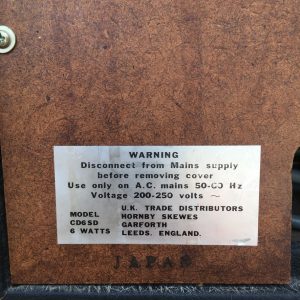 WARNING
Disconnect from Mains supply
before removing cover
Use only on A.C. mains 50-60 Hz
Voltage 200-250 volts ~
U.K. TRADE DISTRIBUTORS
MODEL HORNBY SKEWES
CD6SD GARFORTH
6 WATTS LEEDS, ENGLAND.
JAPAN